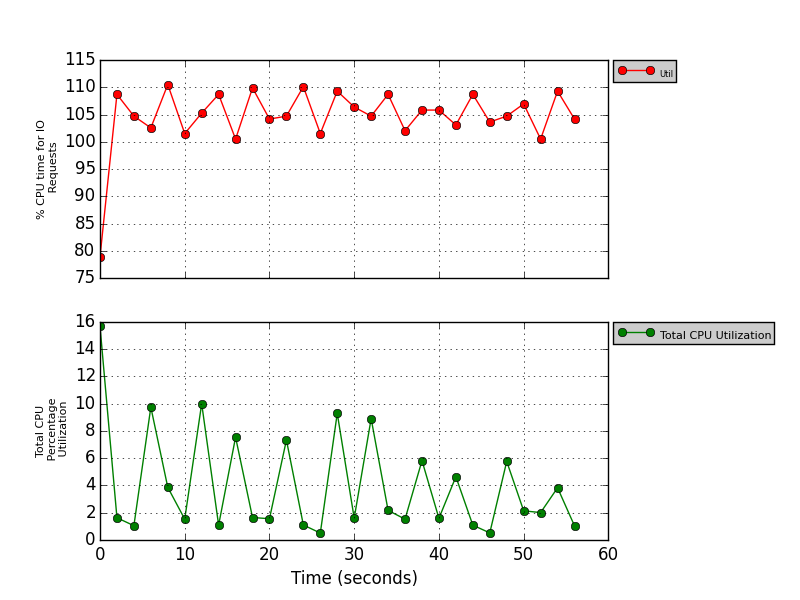 115
110
105
100
95
90
85
80
75
% CPU time for IO
Requests
Util
16
14
12
10
8
6
4
2
0
Total CPU
Percentage
Utilization
Total CPU Utilization
0 10 20 30 40 50 60
Time (seconds)